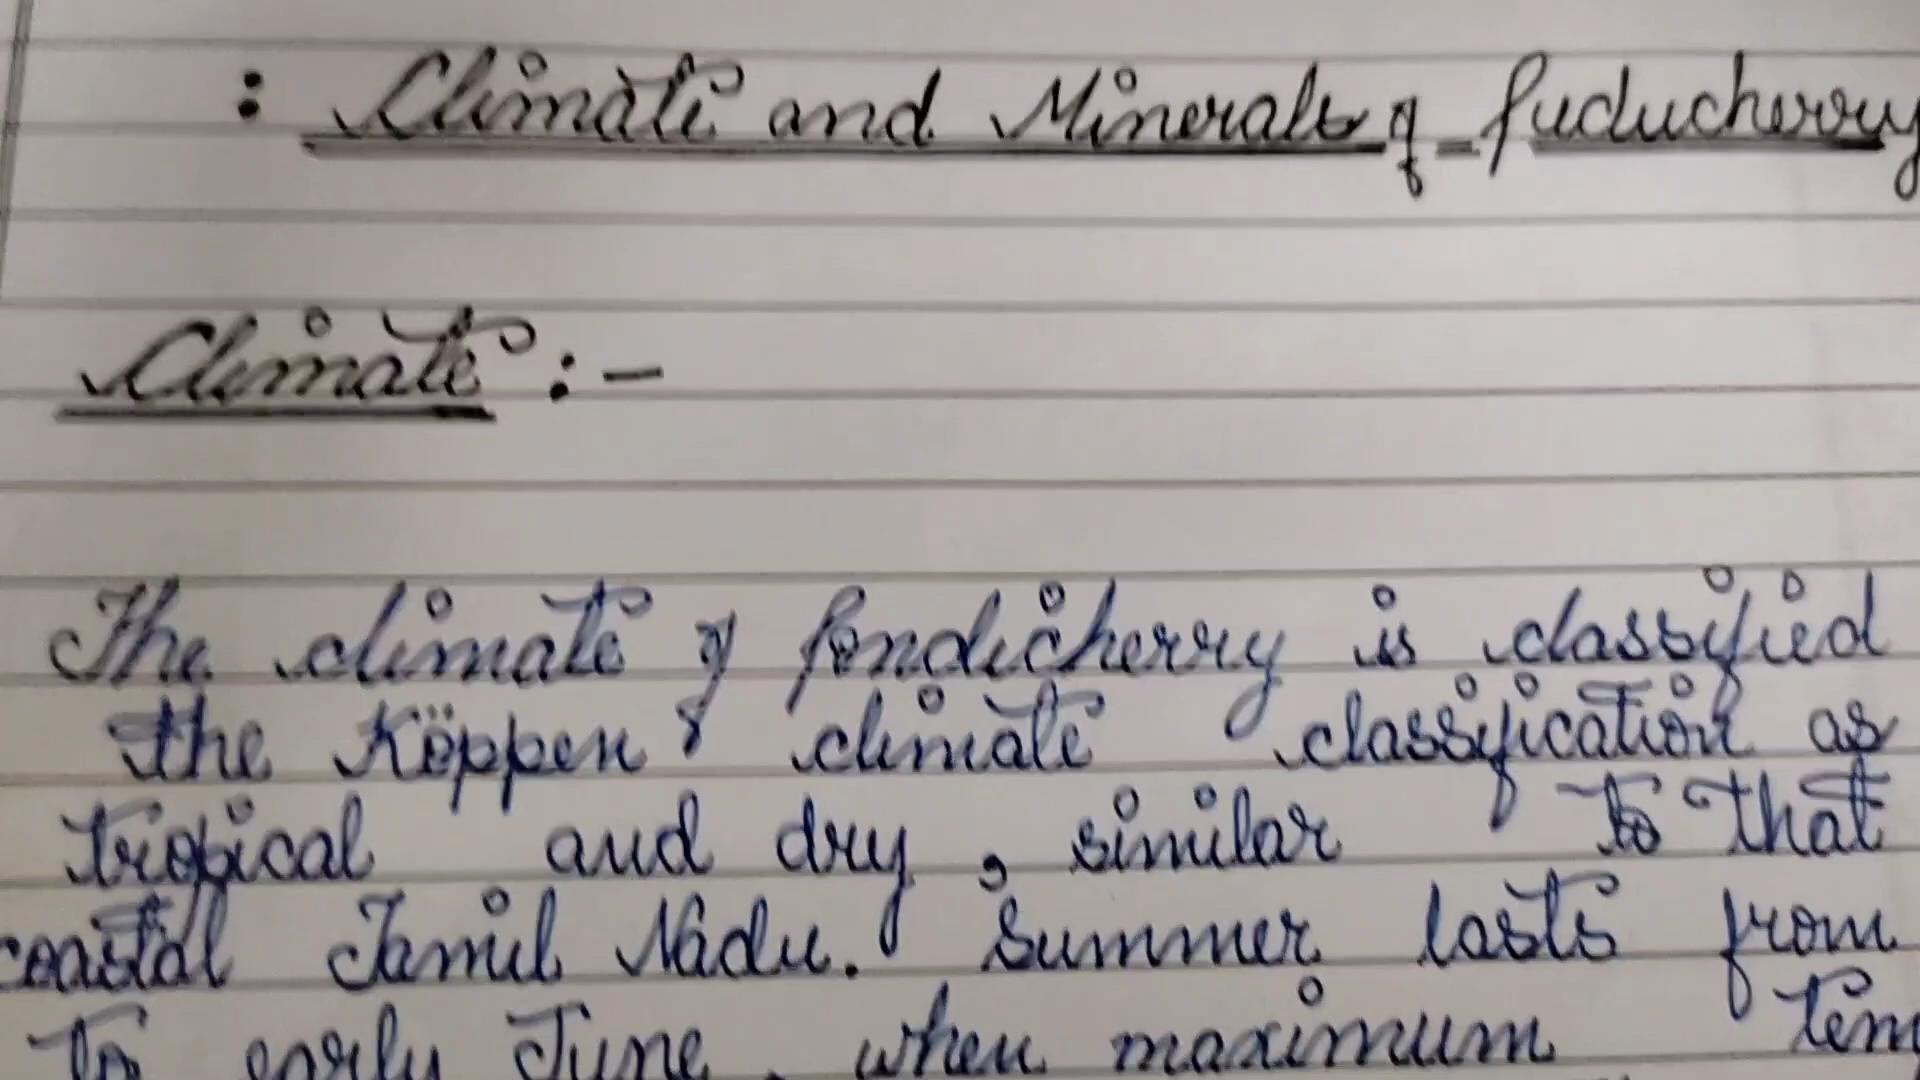 : Climate and Minerals of Puducherry
Climate :-
The climate of Pondicherry is classified
the Köppen climate classification as
tropical and dry, similar to that
coastal Tamil Nadu. Summer lasts from
to early June, when maximum tem